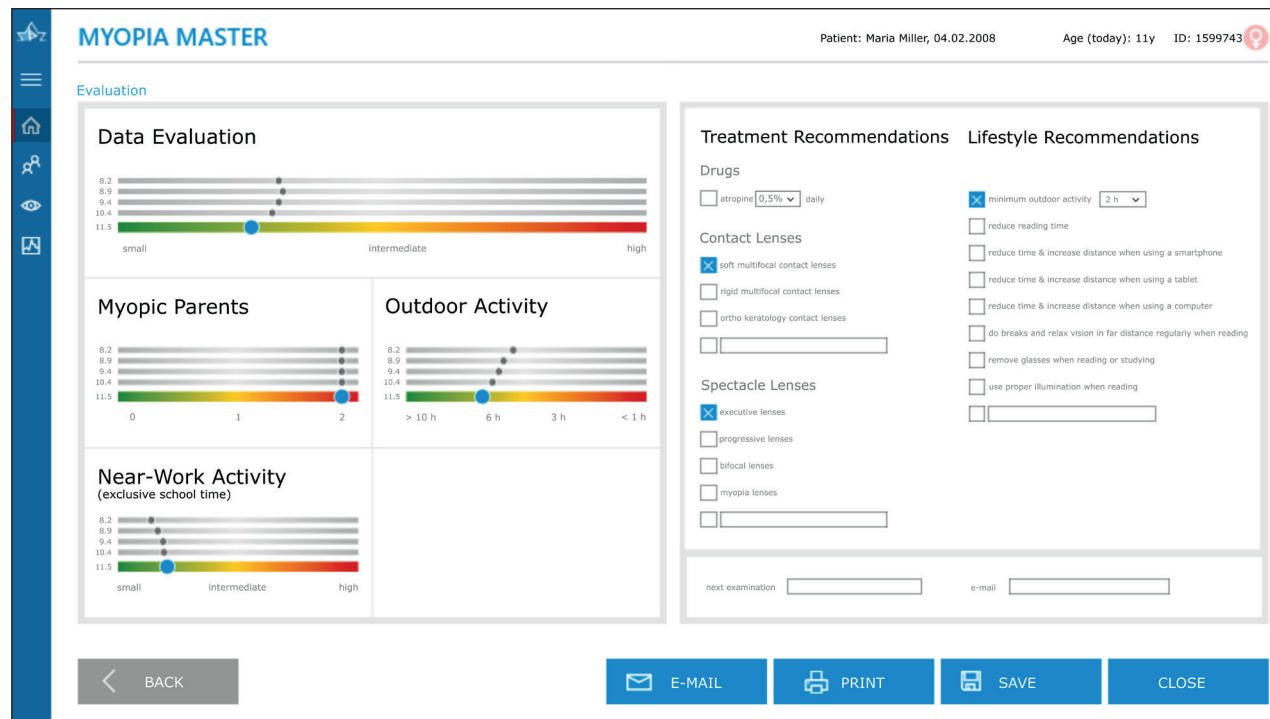 MYOPIA MASTER
Patient: Maria Miller, 04.02.2008 Age (today): 11y ID: 1599743
Evaluation
Data Evaluation
8.2
8.9
9.4
10.4
11.5
small intermediate high
Myopic Parents
8.2
8.9
9.4
10.4
11.5
0 1 2
Outdoor Activity
8.2
8.9
9.4
10.4
11.5
> 10 h 6 h 3 h < 1 h
Near-Work Activity
(exclusive school time)
8.2
8.9
9.4
10.4
11.5
small intermediate high
Treatment Recommendations
Drugs
atropine 0,5% daily
Contact Lenses
soft multifocal contact lenses
rigid multifocal contact lenses
ortho keratology contact lenses
Spectacle Lenses
executive lenses
progressive lenses
bifocal lenses
myopia lenses
Lifestyle Recommendations
minimum outdoor activity 2 h
reduce reading time
reduce time & increase distance when using a smartphone
reduce time & increase distance when using a tablet
reduce time & increase distance when using a computer
do breaks and relax vision in far distance regularly when reading
remove glasses when reading or studying
use proper illumination when reading
next examination e-mail
BACK E-MAIL PRINT SAVE CLOSE